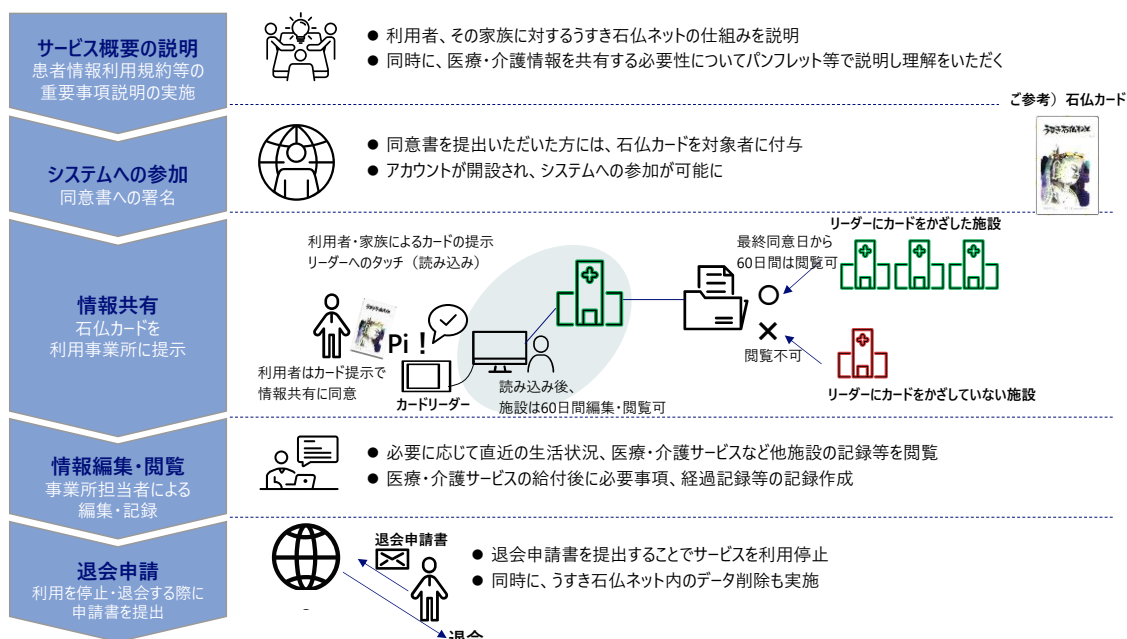 サービス概要の説明
患者情報利用規約等の
重要事項説明の実施
● 利用者、その家族に対するうすき石仏ネットの仕組みを説明
● 同時に、医療・介護情報を共有する必要性についてパンフレット等で説明し理解をいただく
ご参考）石仏カード
うすき石仏ねっと
システムへの参加
同意書への署名
● 同意書を提出いただいた方には、石仏カードを対象者に付与
● アカウントが開設され、システムへの参加が可能に
情報共有
石仏カードを
利用事業所に提示
利用者・家族によるカードの提示
リーダーへのタッチ（読み込み）
Pi！
利用者はカード提示で
情報共有に同意
カードリーダー
読み込み後、
施設は60日間編集・閲覧可
最終同意日から
60日間は閲覧可
リーダーにカードをかざした施設
閲覧不可
リーダーにカードをかざしていない施設
情報編集・閲覧
事業所担当者による
編集・記録
● 必要に応じて直近の生活状況、医療・介護サービスなど他施設の記録等を閲覧
● 医療・介護サービスの給付後に必要事項、経過記録等の記録作成
退会申請
利用を停止・退会する際に
申請書を提出
退会申請書
● 退会申請書を提出することでサービスを利用停止
● 同時に、うすき石仏ネット内のデータ削除も実施
退会